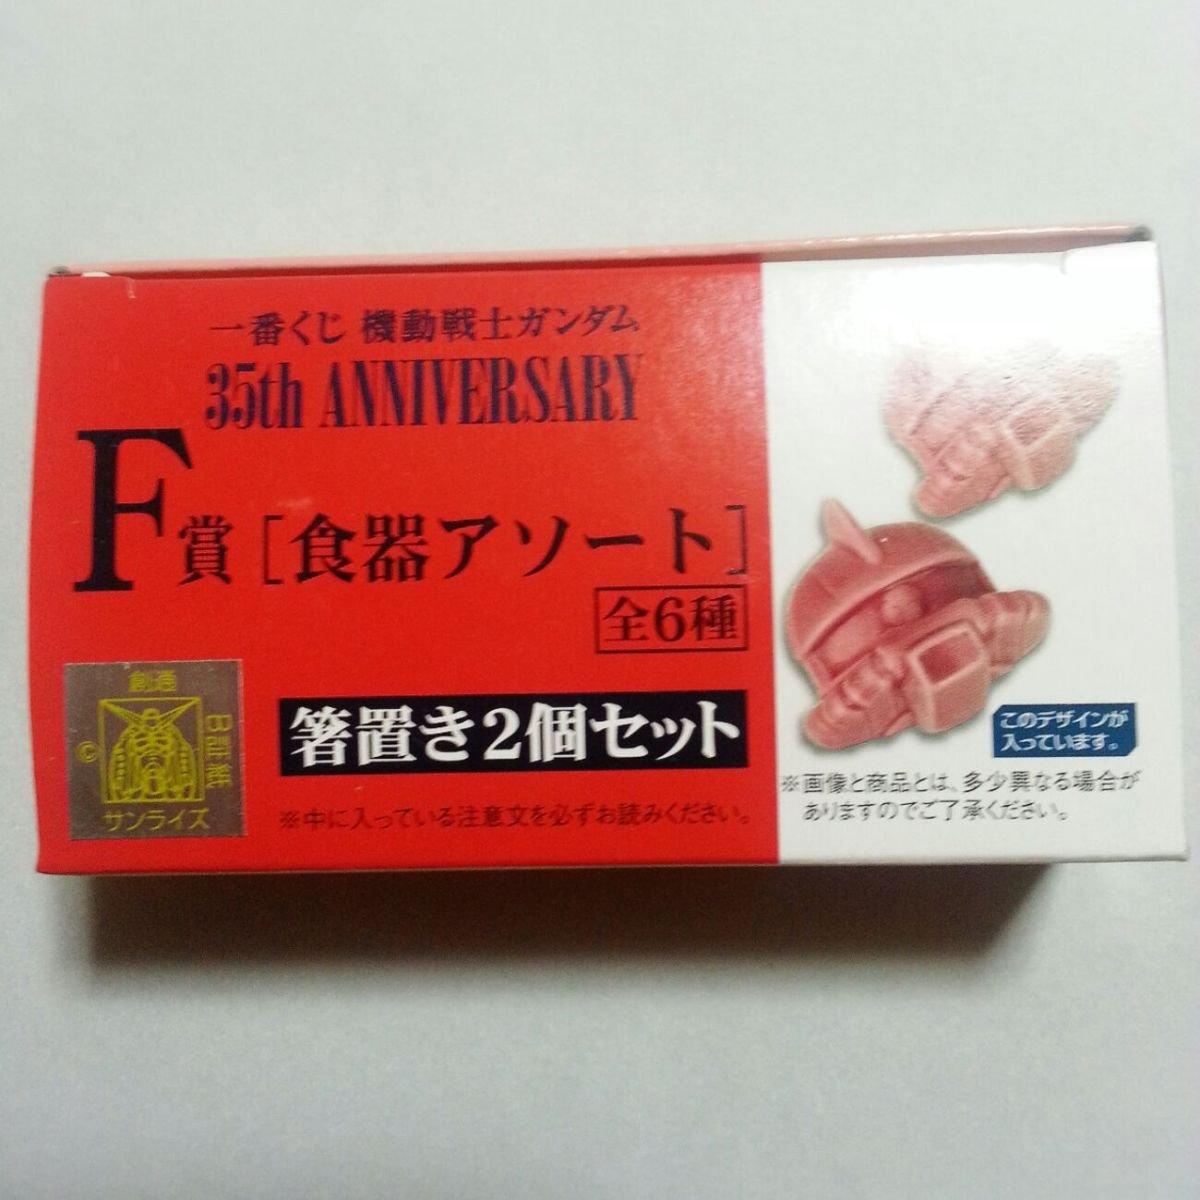 一番くじ 機動戦士ガンダム
35th ANNIVERSARY
F賞[食器アソート]
全6種
箸置き2個セット
※中に入っている注意文を必ずお読みください。
創通
©
B証紙
サンライズ
このデザインが
入っています。
※画像と商品とは、多少異なる場合が
ありますのでご了承ください。